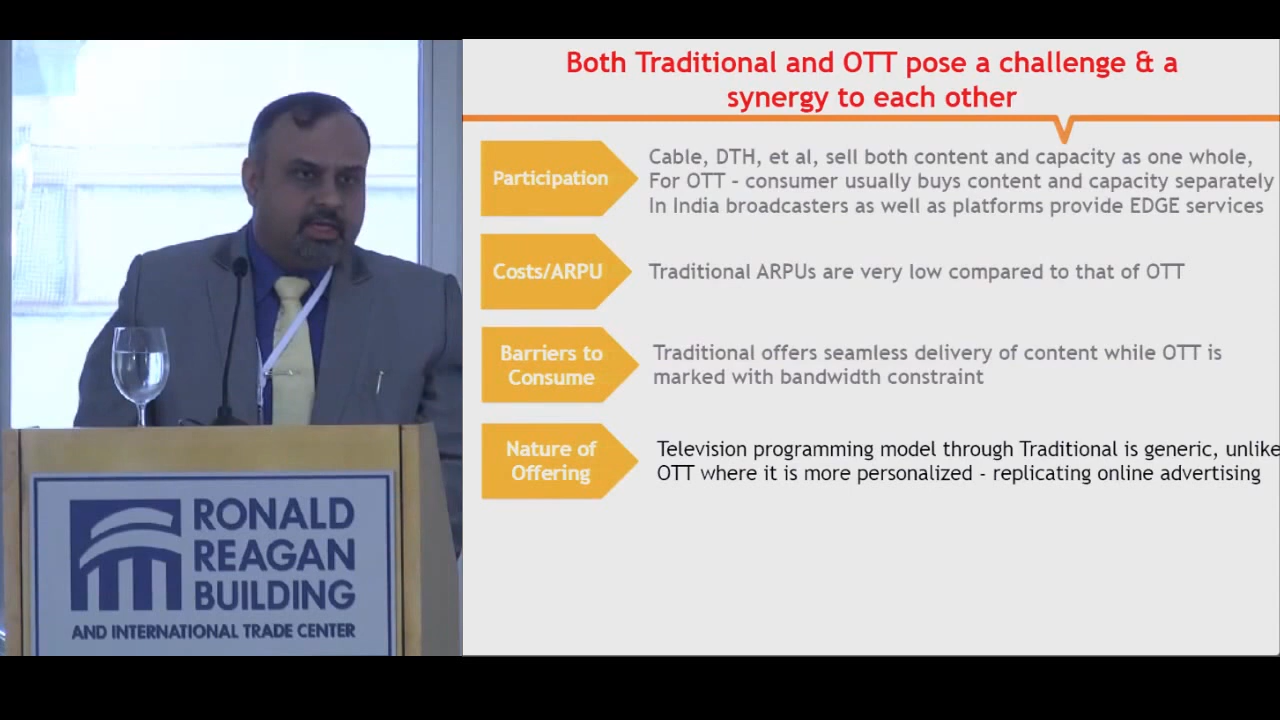 Both Traditional and OTT pose a challenge & a
synergy to each other
Participation
Cable, DTH, et al, sell both content and capacity as one whole,
For OTT – consumer usually buys content and capacity separately
In India broadcasters as well as platforms provide EDGE services
Costs/ARPU
Traditional ARPUs are very low compared to that of OTT
Barriers to
Consume
Traditional offers seamless delivery of content while OTT is
marked with bandwidth constraint
Nature of
Offering
Television programming model through Traditional is generic, unlike
OTT where it is more personalized - replicating online advertising
RONALD
REAGAN
BUILDING
AND INTERNATIONAL TRADE CENTER